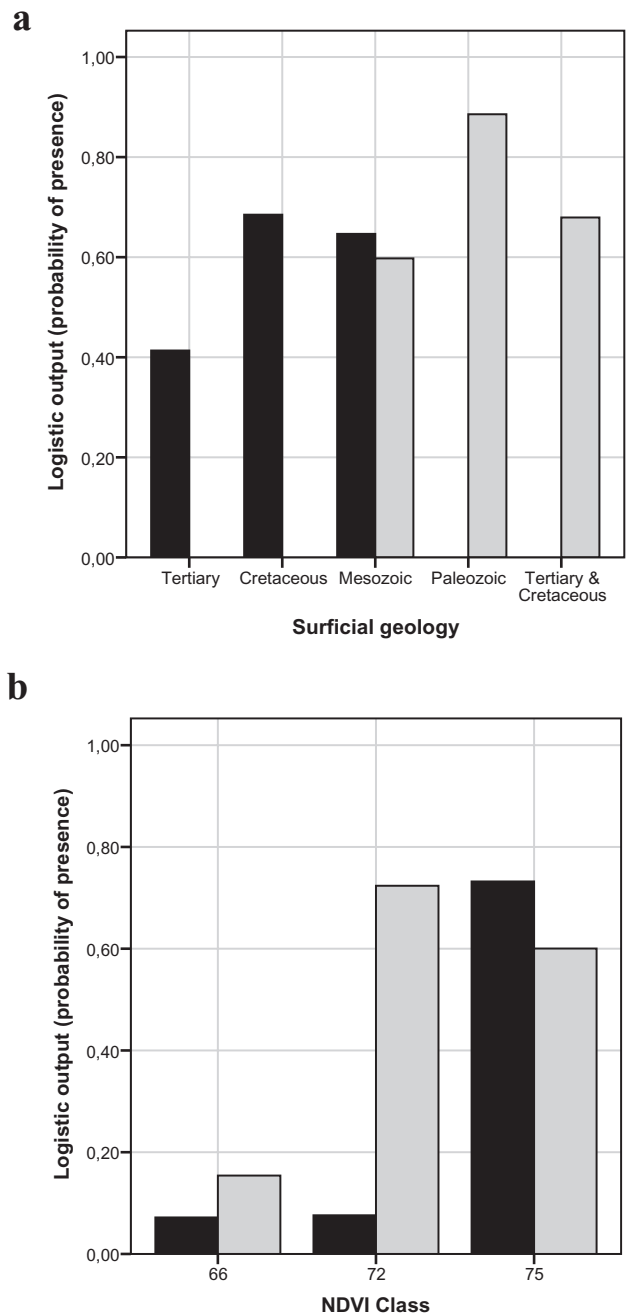 a
Logistic output (probability of presence)
1,00
0,80
0,60
0,40
0,20
0,00
Tertiary
Cretaceous
Mesozoic
Paleozoic
Tertiary &
Cretaceous
Surficial geology
b
Logistic output (probability of presence)
1,00
0,80
0,60
0,40
0,20
0,00
66
72
75
NDVI Class